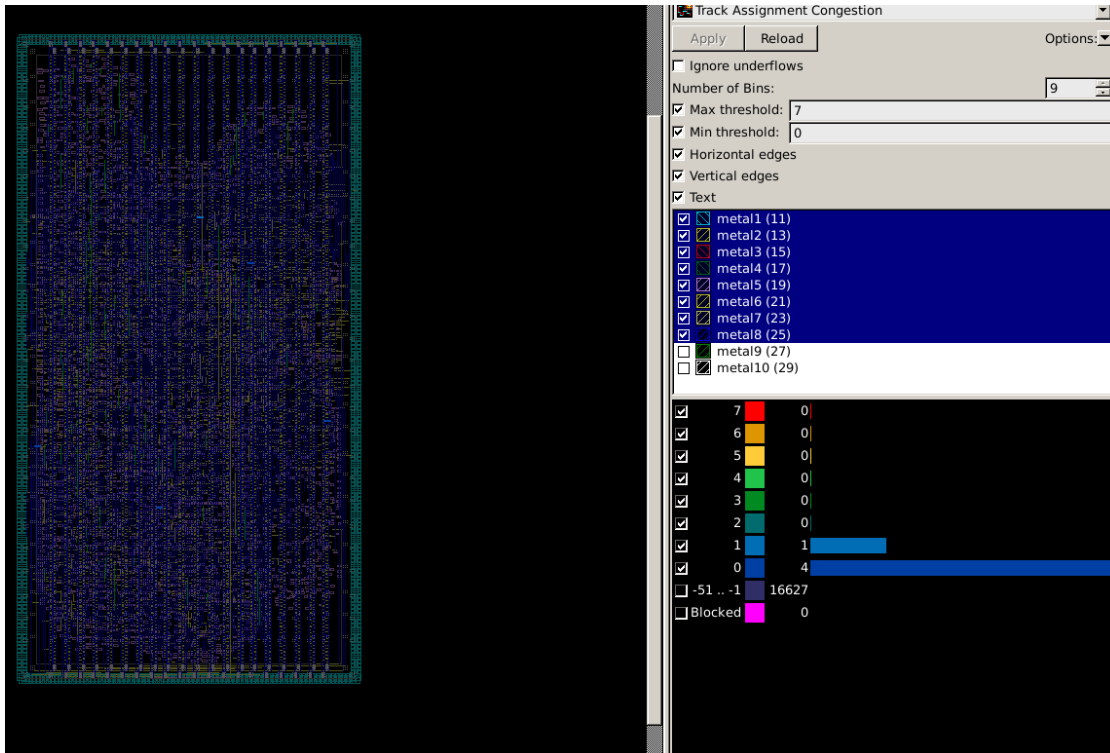 Track Assignment Congestion
Apply Reload Options:
Ignore underflows
Number of Bins: 9
Max threshold: 7
Min threshold: 0
Horizontal edges
Vertical edges
Text
metal1 (11)
metal2 (13)
metal3 (15)
metal4 (17)
metal5 (19)
metal6 (21)
metal7 (23)
metal8 (25)
metal9 (27)
metal10 (29)
7 0
6 0
5 0
4 0
3 0
2 0
1 1
0 4
-51 .. -1 16627
Blocked 0